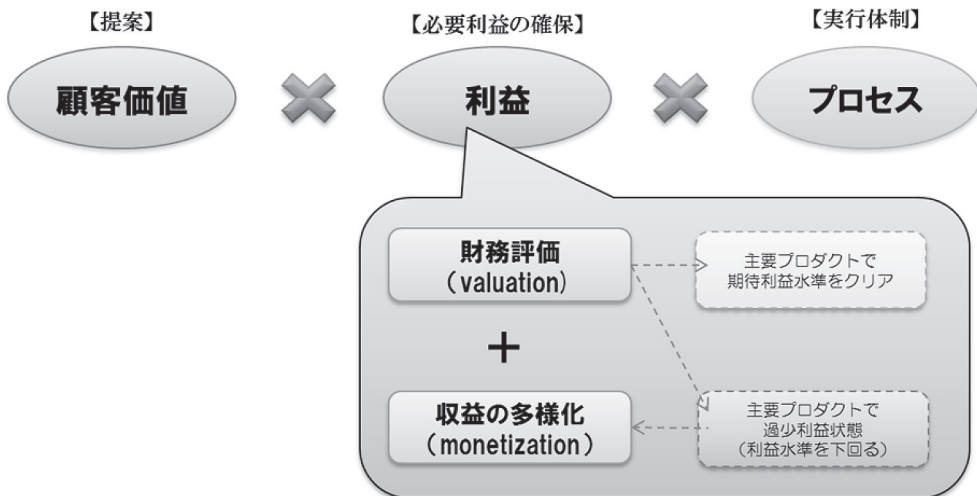 【提案】
【必要利益の確保】
【実行体制】
顧客価値
利益
プロセス
財務評価
(valuation)
主要プロダクトで
期待利益水準をクリア
+
収益の多様化
(monetization)
主要プロダクトで
過少利益状態
(利益水準を下回る)